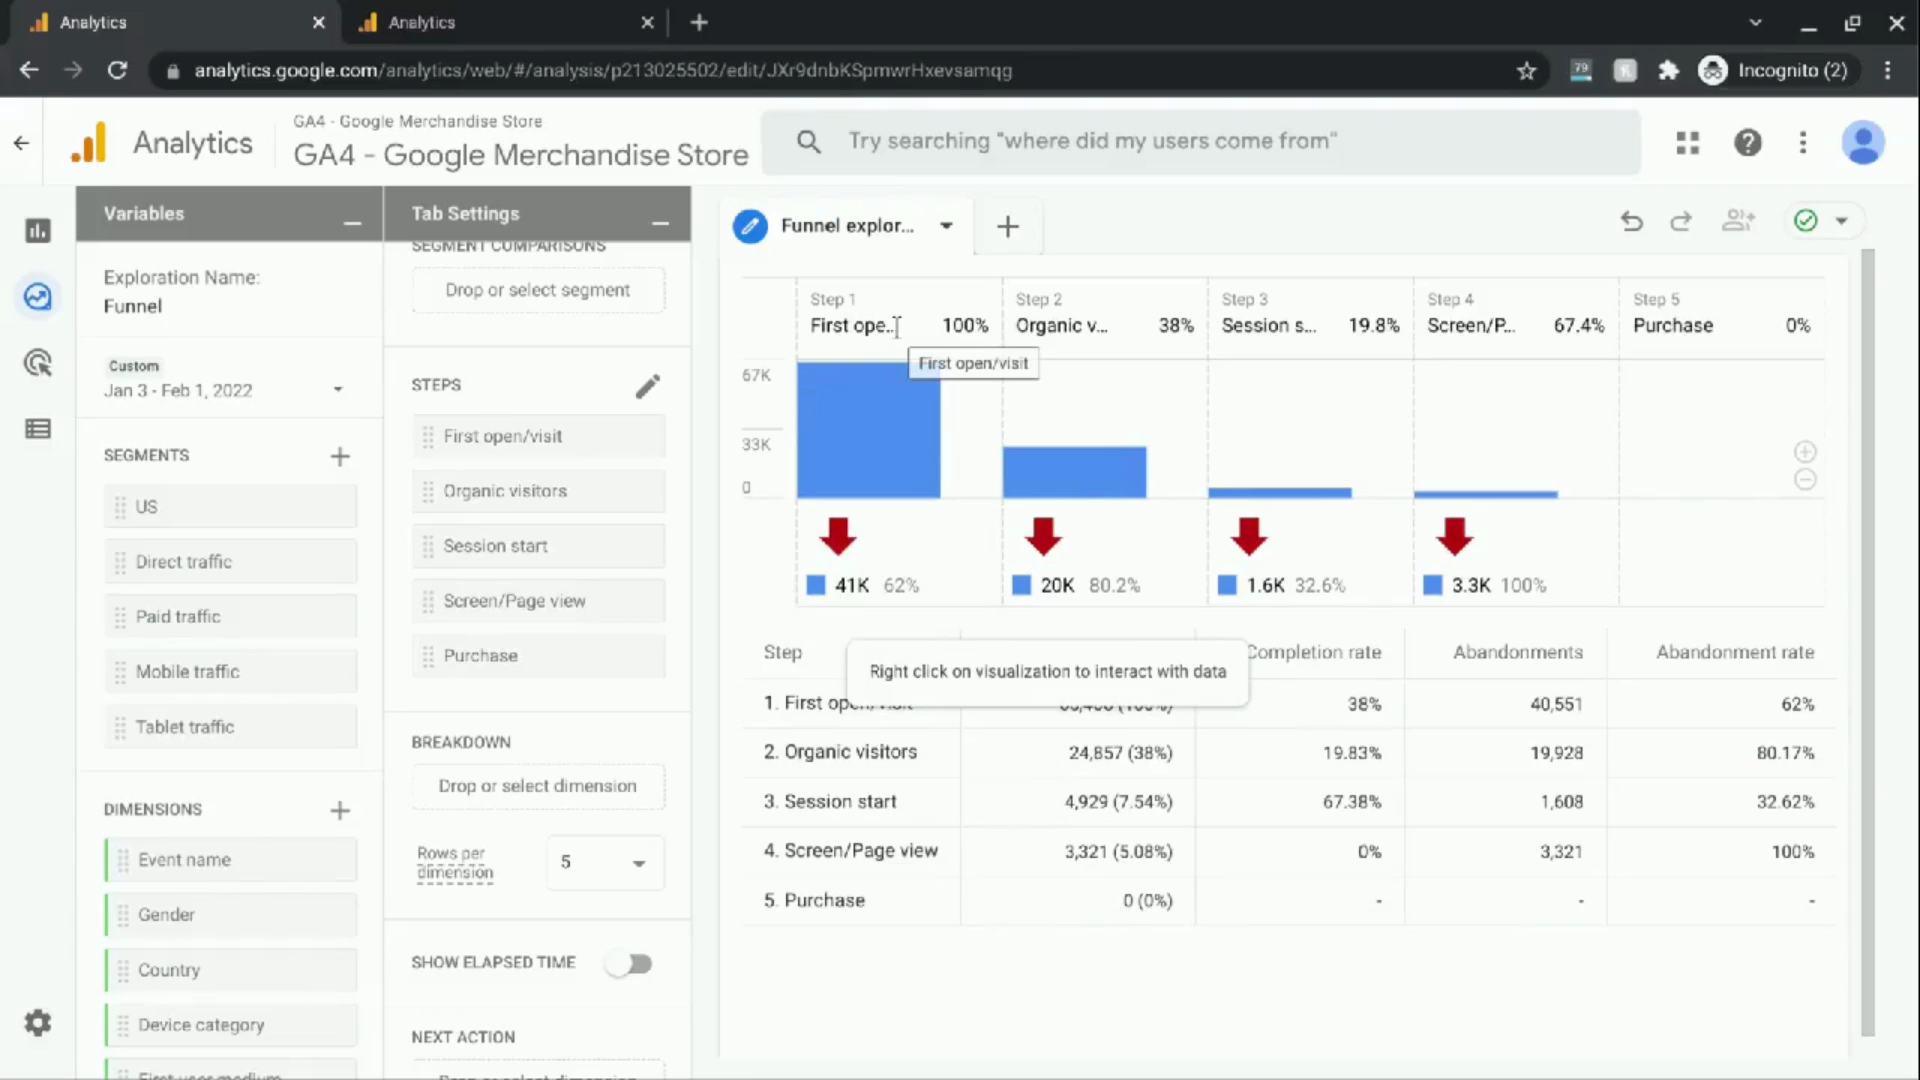 Analytics
Analytics
analytics.google.com/analytics/web/#/analysis/p213025502/edit/JXr9dnbKSpmwrHxevsamqg
79
Incognito (2)
Analytics
GA4 - Google Merchandise Store
GA4 - Google Merchandise Store
Try searching "where did my users come from"
Variables
Exploration Name:
Funnel
Custom
Jan 3 - Feb 1, 2022
SEGMENTS
US
Direct traffic
Paid traffic
Mobile traffic
Tablet traffic
DIMENSIONS
Event name
Gender
Country
Device category
First user medium
Tab Settings
SEGMENT COMPARISONS
Drop or select segment
STEPS
First open/visit
Organic visitors
Session start
Screen/Page view
Purchase
BREAKDOWN
Drop or select dimension
Rows per
dimension
5
SHOW ELAPSED TIME
NEXT ACTION
Drop or select dimension
Funnel explor...
Step 1
First ope... 100%
Step 2
Organic v... 38%
Step 3
Session s... 19.8%
Step 4
Screen/P... 67.4%
Step 5
Purchase 0%
First open/visit
67K
33K
0
41K 62%
20K 80.2%
1.6K 32.6%
3.3K 100%
Step Completion rate Abandonments Abandonment rate
Right click on visualization to interact with data
1. First open/visit 38% 40,551 62%
2. Organic visitors 24,857 (38%) 19.83% 19,928 80.17%
3. Session start 4,929 (7.54%) 67.38% 1,608 32.62%
4. Screen/Page view 3,321 (5.08%) 0% 3,321 100%
5. Purchase 0 (0%) - - -